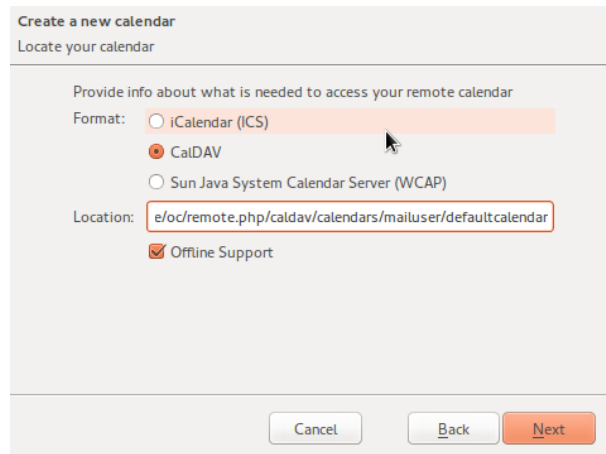 Create a new calendar
Locate your calendar
Provide info about what is needed to access your remote calendar
Format:
iCalendar (ICS)
CalDAV
Sun Java System Calendar Server (WCAP)
Location: e/oc/remote.php/caldav/calendars/mailuser/defaultcalendar
Offline Support
Cancel Back Next